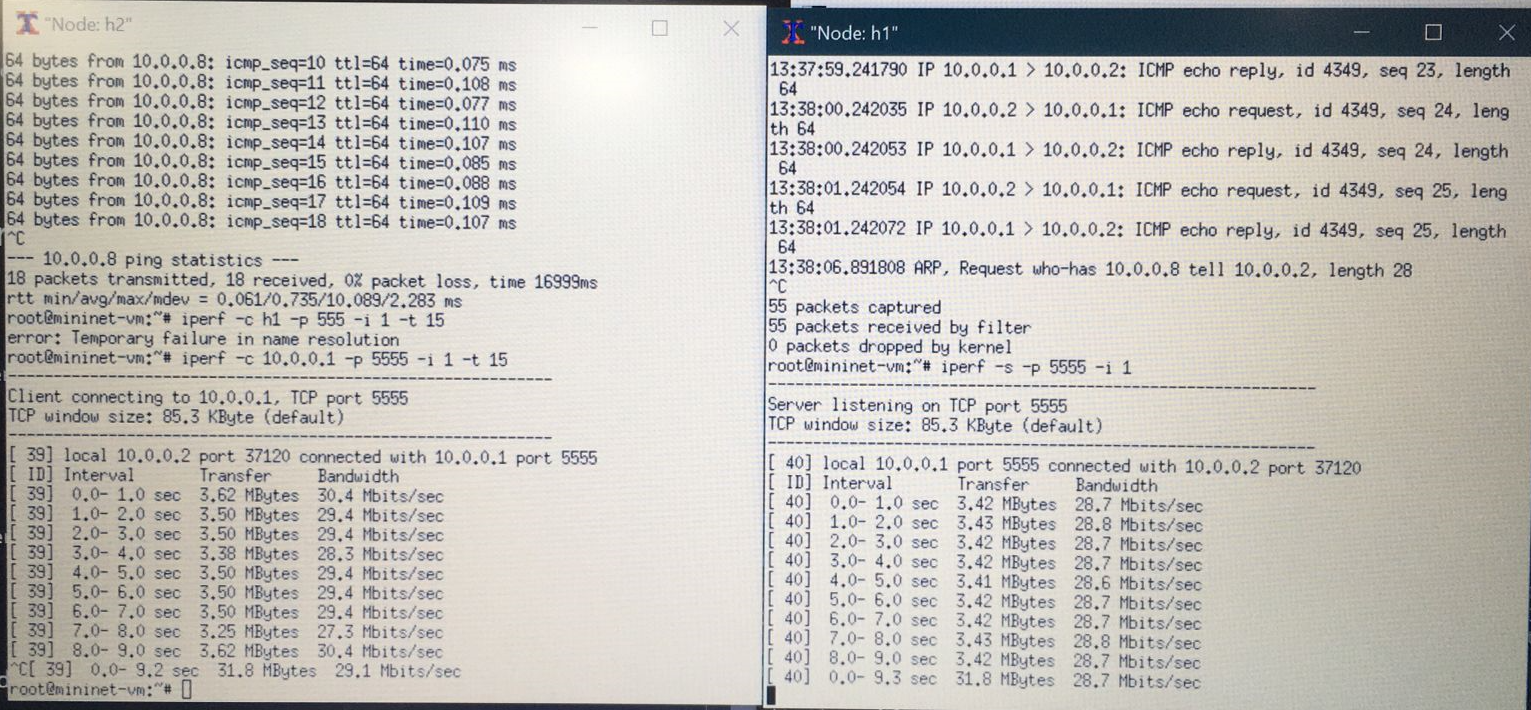 "Node: h2"
64 bytes from 10.0.0.8: icmp_seq=10 ttl=64 time=0.075 ms
64 bytes from 10.0.0.8: icmp_seq=11 ttl=64 time=0.108 ms
64 bytes from 10.0.0.8: icmp_seq=12 ttl=64 time=0.077 ms
64 bytes from 10.0.0.8: icmp_seq=13 ttl=64 time=0.110 ms
64 bytes from 10.0.0.8: icmp_seq=14 ttl=64 time=0.107 ms
64 bytes from 10.0.0.8: icmp_seq=15 ttl=64 time=0.085 ms
64 bytes from 10.0.0.8: icmp_seq=16 ttl=64 time=0.088 ms
64 bytes from 10.0.0.8: icmp_seq=17 ttl=64 time=0.109 ms
64 bytes from 10.0.0.8: icmp_seq=18 ttl=64 time=0.107 ms
^C
--- 10.0.0.8 ping statistics ---
18 packets transmitted, 18 received, 0% packet loss, time 16999ms
rtt min/avg/max/mdev = 0.061/0.735/10.089/2.283 ms
root@mininet-vm:~# iperf -c h1 -p 555 -i 1 -t 15
error: Temporary failure in name resolution
root@mininet-vm:~# iperf -c 10.0.0.1 -p 5555 -i 1 -t 15
------------------------------------------------------------
Client connecting to 10.0.0.1, TCP port 5555
TCP window size: 85.3 KByte (default)
------------------------------------------------------------
[ 39] local 10.0.0.2 port 37120 connected with 10.0.0.1 port 5555
[ ID] Interval Transfer Bandwidth
[ 39] 0.0- 1.0 sec 3.62 MBytes 30.4 Mbits/sec
[ 39] 1.0- 2.0 sec 3.50 MBytes 29.4 Mbits/sec
[ 39] 2.0- 3.0 sec 3.50 MBytes 29.4 Mbits/sec
[ 39] 3.0- 4.0 sec 3.38 MBytes 28.3 Mbits/sec
[ 39] 4.0- 5.0 sec 3.50 MBytes 29.4 Mbits/sec
[ 39] 5.0- 6.0 sec 3.50 MBytes 29.4 Mbits/sec
[ 39] 6.0- 7.0 sec 3.50 MBytes 29.4 Mbits/sec
[ 39] 7.0- 8.0 sec 3.25 MBytes 27.3 Mbits/sec
[ 39] 8.0- 9.0 sec 3.62 MBytes 30.4 Mbits/sec
^C[ 39] 0.0- 9.2 sec 31.8 MBytes 29.1 Mbits/sec
root@mininet-vm:~#
"Node: h1"
13:37:59.241790 IP 10.0.0.1 > 10.0.0.2: ICMP echo reply, id 4349, seq 23, length
64
13:38:00.242035 IP 10.0.0.2 > 10.0.0.1: ICMP echo request, id 4349, seq 24, leng
th 64
13:38:00.242053 IP 10.0.0.1 > 10.0.0.2: ICMP echo reply, id 4349, seq 24, length
64
13:38:01.242054 IP 10.0.0.2 > 10.0.0.1: ICMP echo request, id 4349, seq 25, leng
th 64
13:38:01.242072 IP 10.0.0.1 > 10.0.0.2: ICMP echo reply, id 4349, seq 25, length
64
13:38:06.891808 ARP, Request who-has 10.0.0.8 tell 10.0.0.2, length 28
^C
55 packets captured
55 packets received by filter
0 packets dropped by kernel
root@mininet-vm:~# iperf -s -p 5555 -i 1
------------------------------------------------------------
Server listening on TCP port 5555
TCP window size: 85.3 KByte (default)
------------------------------------------------------------
[ 40] local 10.0.0.1 port 5555 connected with 10.0.0.2 port 37120
[ ID] Interval Transfer Bandwidth
[ 40] 0.0- 1.0 sec 3.42 MBytes 28.7 Mbits/sec
[ 40] 1.0- 2.0 sec 3.43 MBytes 28.8 Mbits/sec
[ 40] 2.0- 3.0 sec 3.42 MBytes 28.7 Mbits/sec
[ 40] 3.0- 4.0 sec 3.42 MBytes 28.7 Mbits/sec
[ 40] 4.0- 5.0 sec 3.41 MBytes 28.6 Mbits/sec
[ 40] 5.0- 6.0 sec 3.42 MBytes 28.7 Mbits/sec
[ 40] 6.0- 7.0 sec 3.42 MBytes 28.7 Mbits/sec
[ 40] 7.0- 8.0 sec 3.43 MBytes 28.8 Mbits/sec
[ 40] 8.0- 9.0 sec 3.42 MBytes 28.7 Mbits/sec
[ 40] 0.0- 9.3 sec 31.8 MBytes 28.7 Mbits/sec